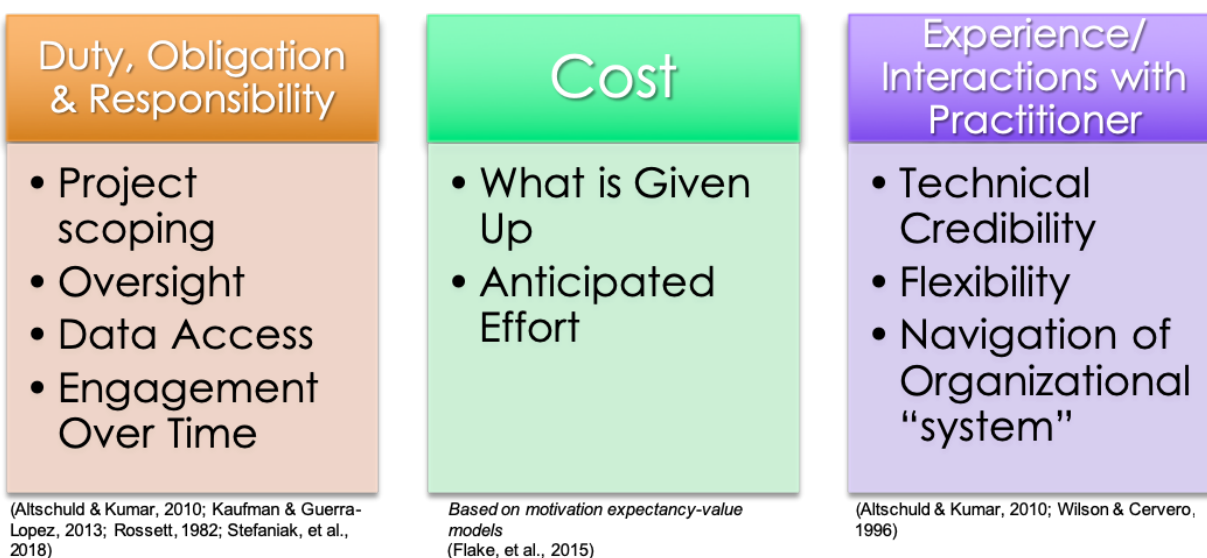 Duty, Obligation
& Responsibility
• Project
scoping
• Oversight
• Data Access
• Engagement
Over Time
(Altschuld & Kumar, 2010; Kaufman & Guerra-
Lopez, 2013; Rossett, 1982; Stefaniak, et al.,
2018)
Cost
• What is Given
Up
• Anticipated
Effort
Based on motivation expectancy-value
models
(Flake, et al., 2015)
Experience/
Interactions with
Practitioner
• Technical
Credibility
• Flexibility
• Navigation of
Organizational
“system”
(Altschuld & Kumar, 2010; Wilson & Cervero,
1996)